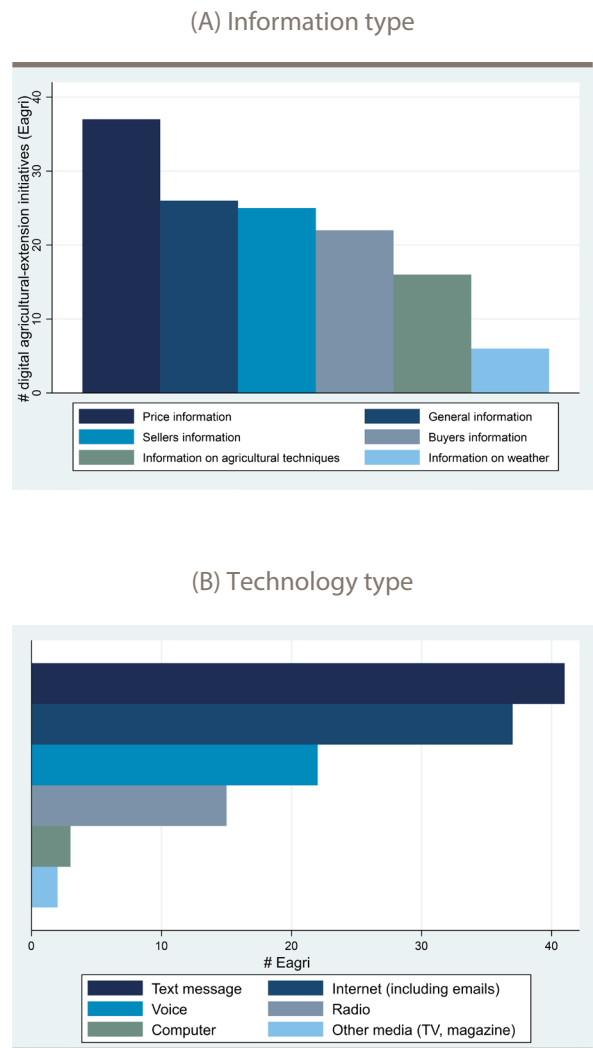 (A) Information type
# digital agricultural-extension initiatives (Eagri)
40
30
20
10
0
Price information
General information
Sellers information
Buyers information
Information on agricultural techniques
Information on weather
(B) Technology type
0
10
20
30
40
# Eagri
Text message
Internet (including emails)
Voice
Radio
Computer
Other media (TV, magazine)